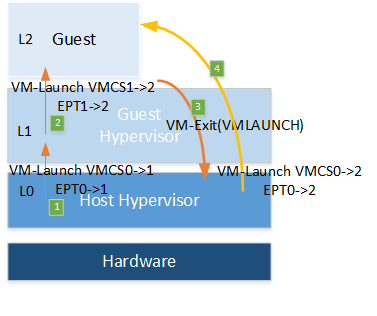 L2 Guest
4
VM-Launch VMCS1->2
EPT1->2
3
2
Guest
Hypervisor
VM-Exit(VMLAUNCH)
L1
VM-Launch VMCS0->1
EPT0->1
VM-Launch VMCS0->2
EPT0->2
L0
1
Host Hypervisor
Hardware